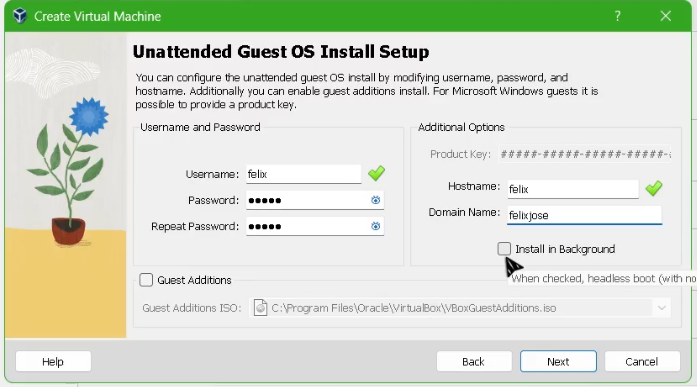 Create Virtual Machine
Unattended Guest OS Install Setup
You can configure the unattended guest OS install by modifying username, password, and
hostname. Additionally you can enable guest additions install. For Microsoft Windows guests it is
possible to provide a product key.
Username and Password
Username: felix
Password: •••••
Repeat Password: •••••
Additional Options
Product Key: #####-#####-#####-#####-
Hostname: felix
Domain Name: felixjose
Install in Background
When checked, headless boot (with no
Guest Additions
Guest Additions ISO: C:\Program Files\Oracle\VirtualBox\VBoxGuestAdditions.iso
Help
Back
Next
Cancel